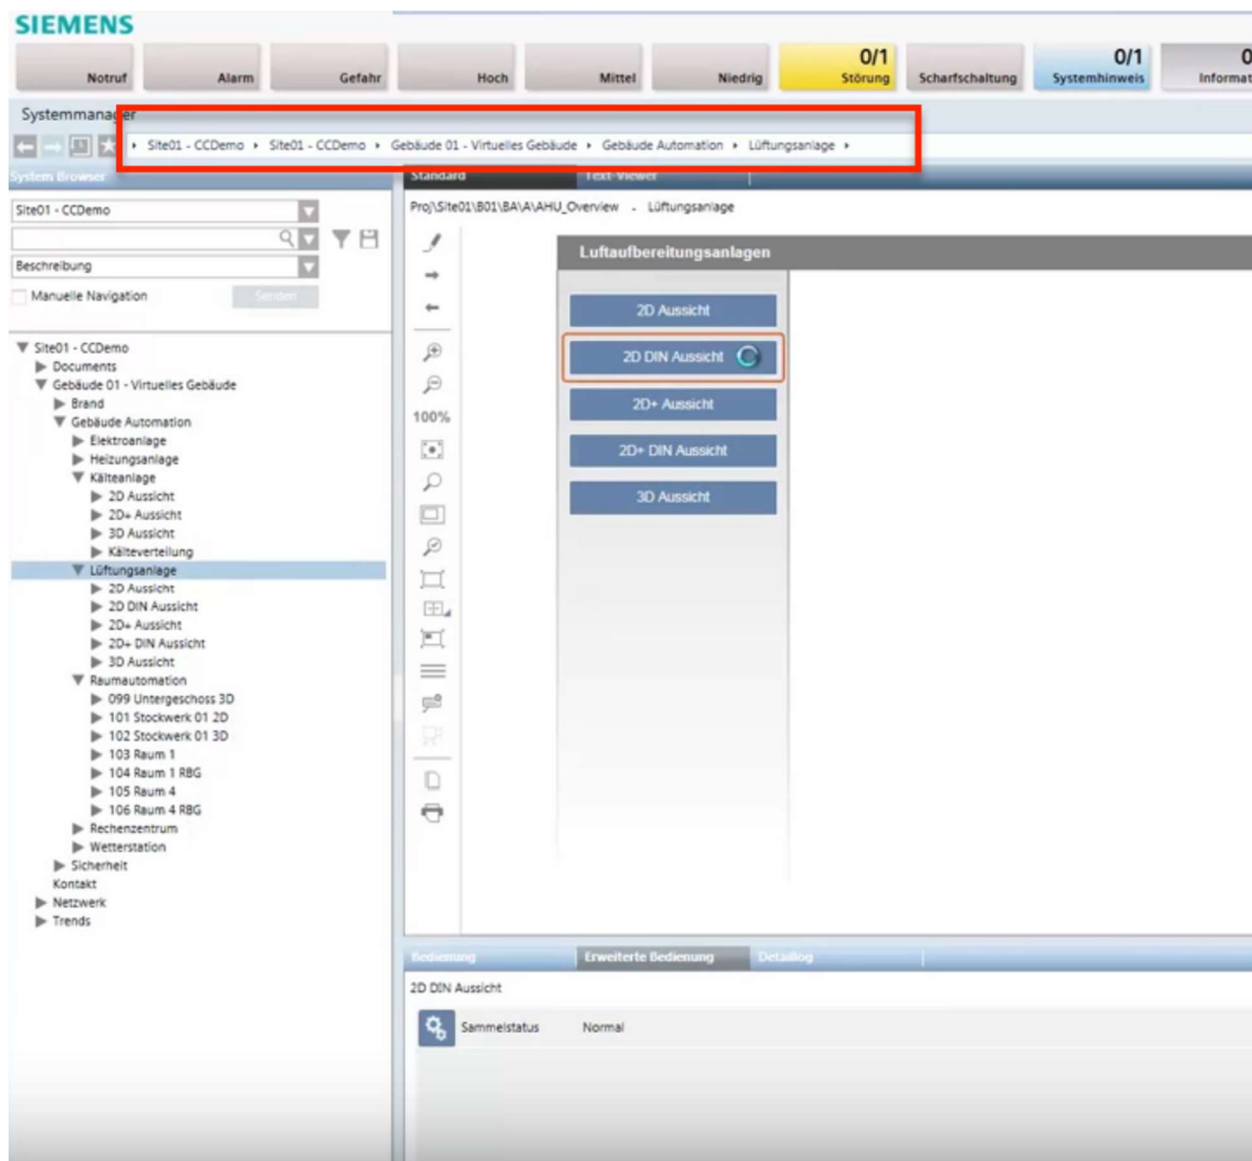 SIEMENS
Notruf
Alarm
Gefahr
Hoch
Mittel
Niedrig
0/1
Störung
Scharfschaltung
0/1
Systemhinweis
0
Informat
Systemmanager
Site01 - CCDemo
Site01 - CCDemo
Gebäude 01 - Virtuelles Gebäude
Gebäude Automation
Lüftungsanlage
System Browser
Site01 - CCDemo
Beschreibung
Manuelle Navigation
Senden
Site01 - CCDemo
Documents
Gebäude 01 - Virtuelles Gebäude
Brand
Gebäude Automation
Elektroanlage
Heizungsanlage
Kälteanlage
2D Aussicht
2D+ Aussicht
3D Aussicht
Kälteverteilung
Lüftungsanlage
2D Aussicht
2D DIN Aussicht
2D+ Aussicht
2D+ DIN Aussicht
3D Aussicht
Raumautomation
099 Untergeschoss 3D
101 Stockwerk 01 2D
102 Stockwerk 01 3D
103 Raum 1
104 Raum 1 RBG
105 Raum 4
106 Raum 4 RBG
Rechenzentrum
Wetterstation
Sicherheit
Kontakt
Netzwerk
Trends
Standard
Text-Viewer
Proj\Site01\B01\BA\A\AHU_Overview - Lüftungsanlage
100%
Luftaufbereitungsanlagen
2D Aussicht
2D DIN Aussicht
2D+ Aussicht
2D+ DIN Aussicht
3D Aussicht
Bedienung
Erweiterte Bedienung
Detaillog
2D DIN Aussicht
Sammelstatus Normal